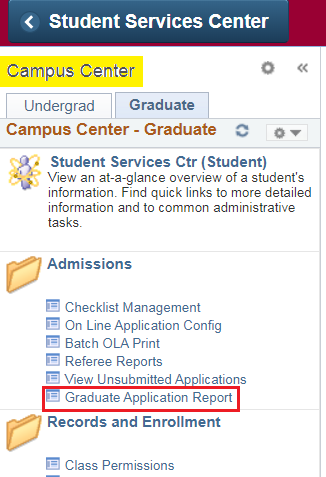 Student Services Center
Campus Center
Undergrad
Graduate
Campus Center - Graduate
Student Services Ctr (Student)
View an at-a-glance overview of a student's
information. Find quick links to more detailed
information and to common administrative
tasks.
Admissions
Checklist Management
On Line Application Config
Batch OLA Print
Referee Reports
View Unsubmitted Applications
Graduate Application Report
Records and Enrollment
Class Permissions